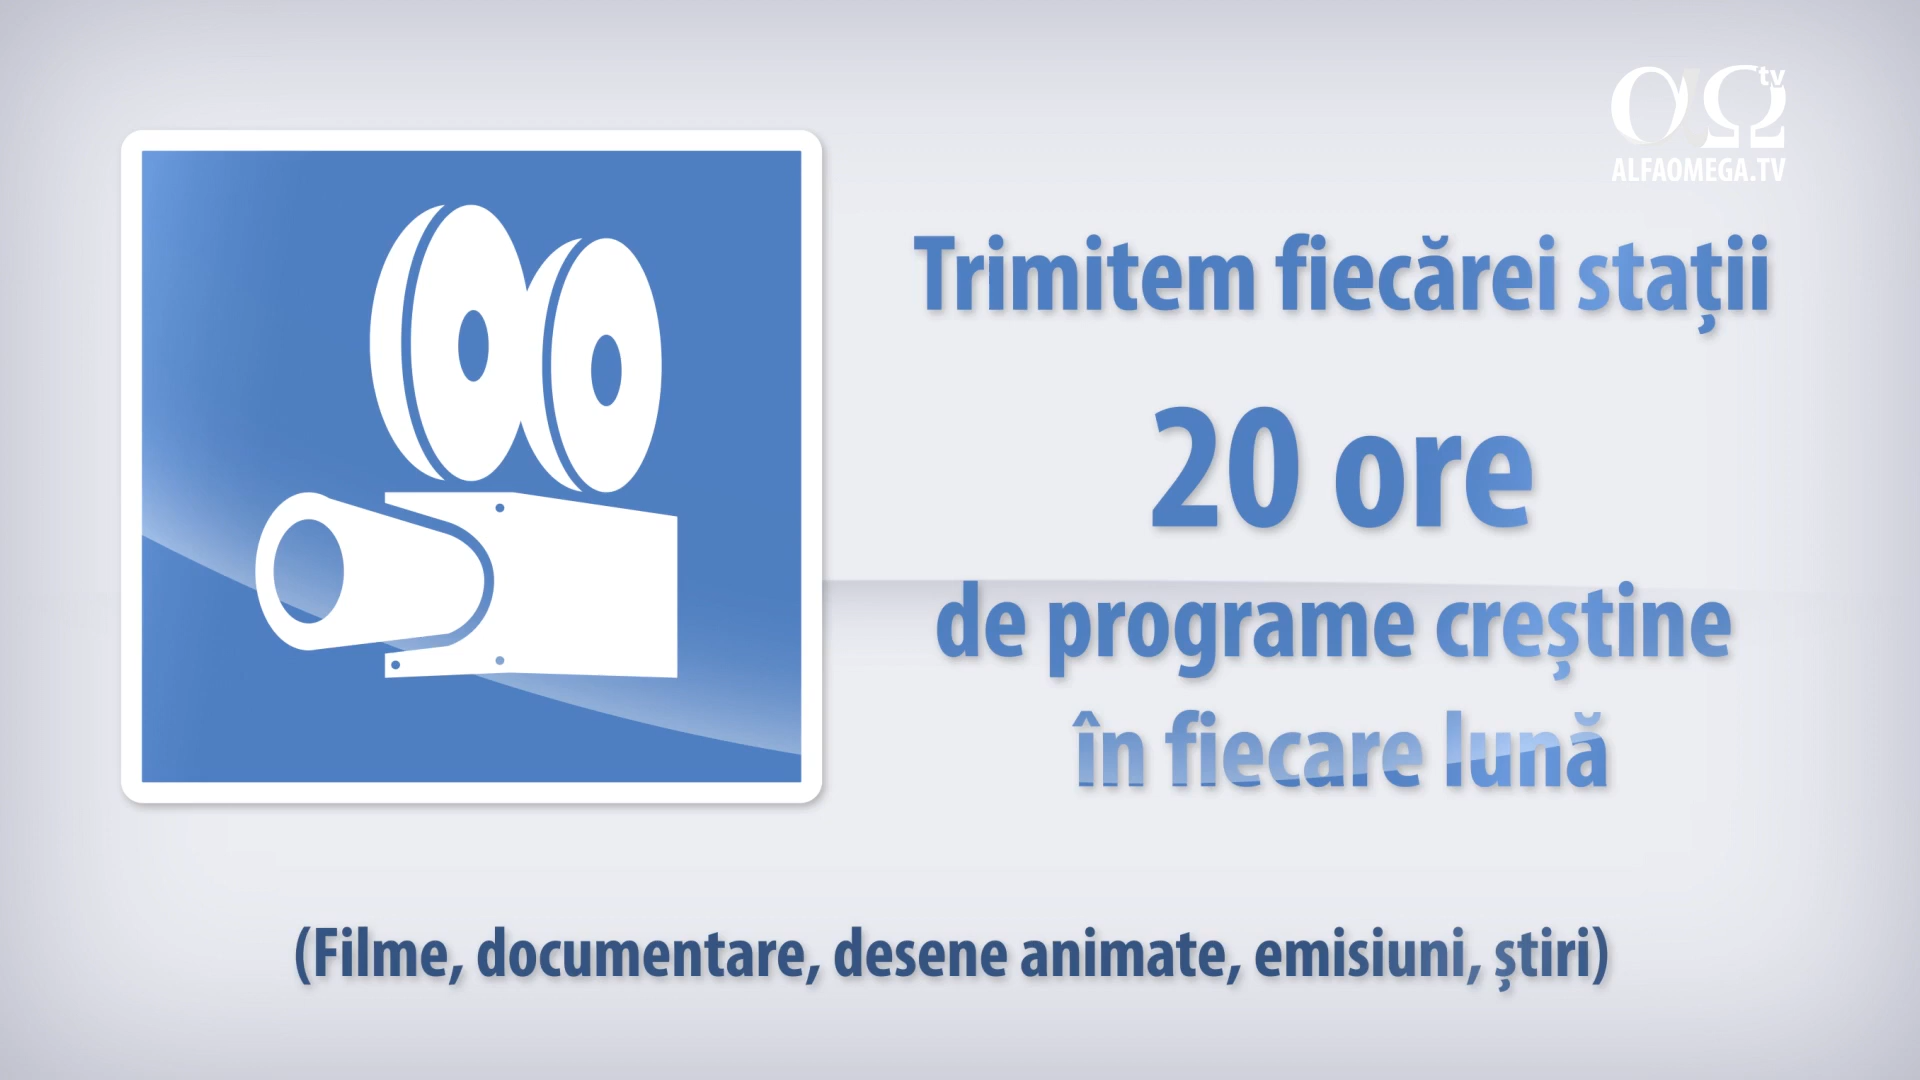 αΩ tv
ALFAOMEGA.TV
Trimitem fiecărei stații
20 ore
de programe creștine
în fiecare lună
(Filme, documentare, desene animate, emisiuni, știri)